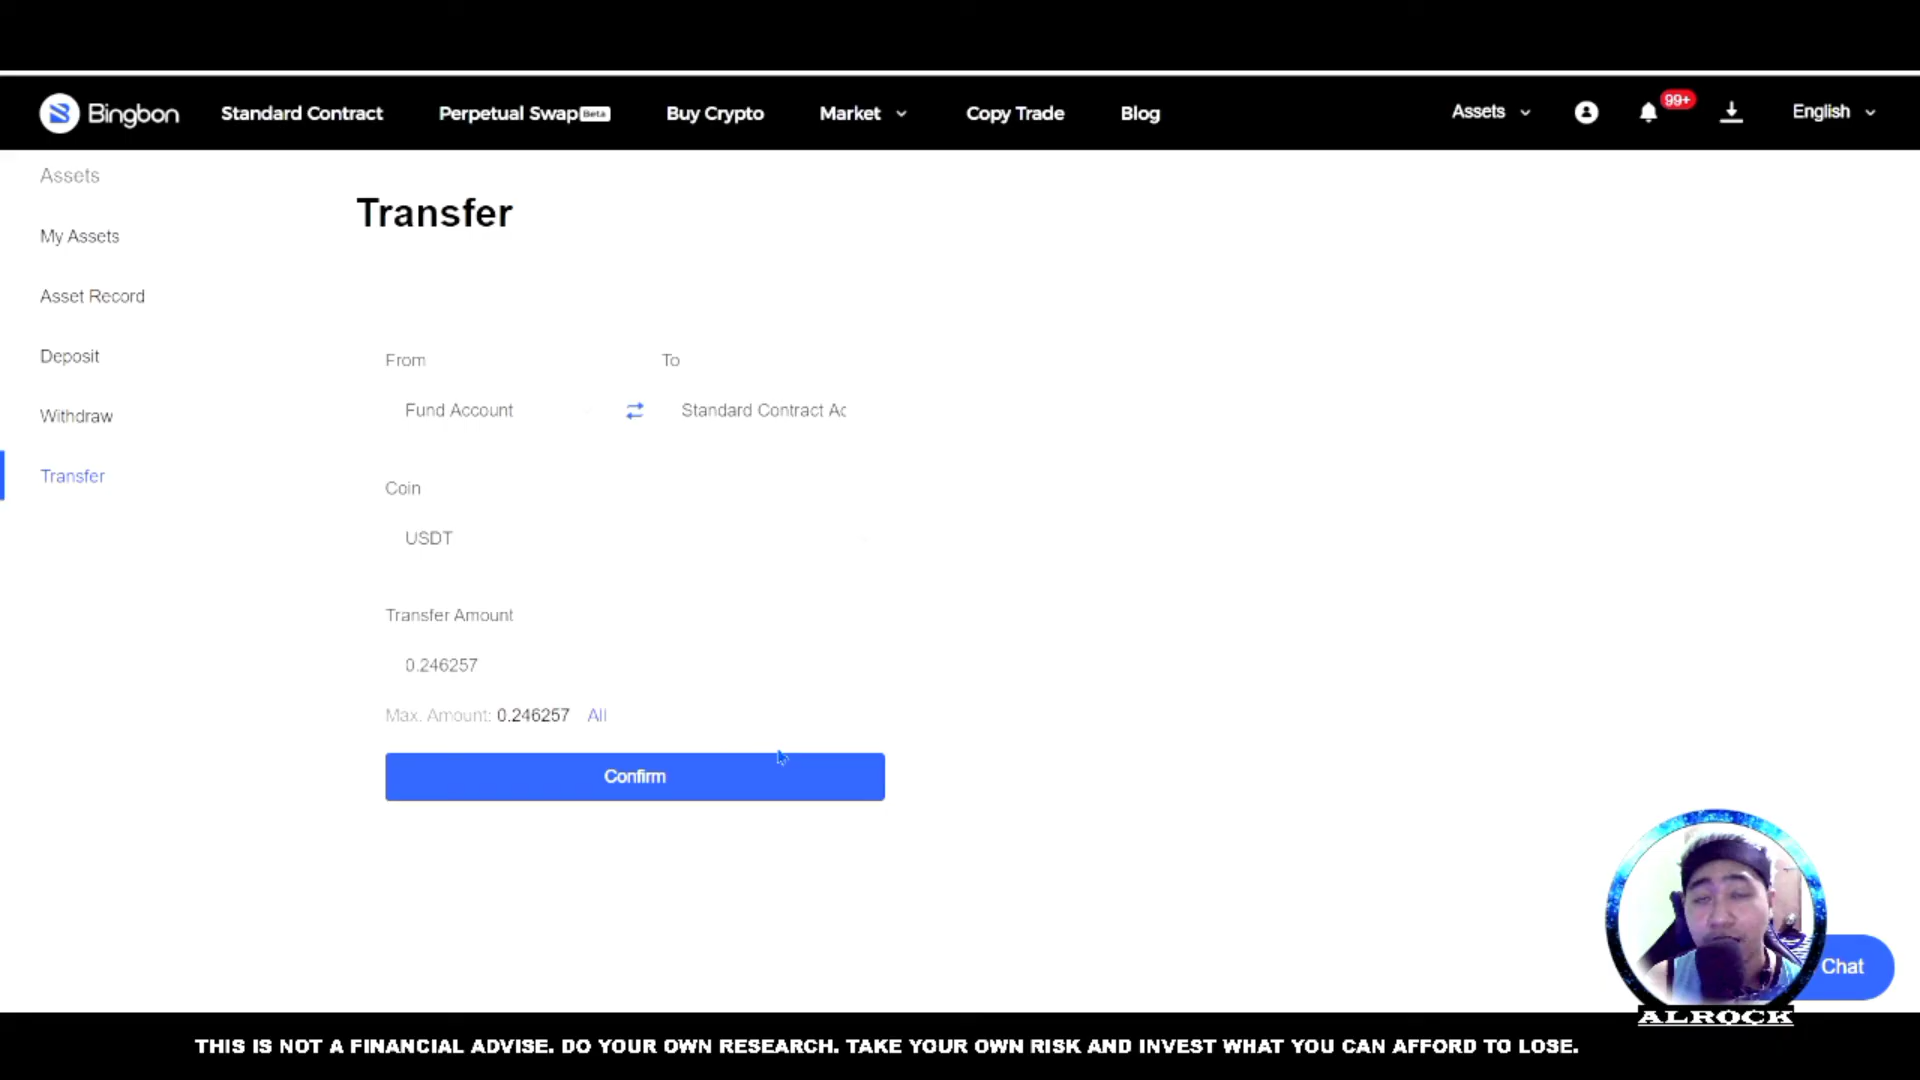 Bingbon
Standard Contract
Perpetual Swap Beta
Buy Crypto
Market
Copy Trade
Blog
Assets
99+
English
Assets
My Assets
Asset Record
Deposit
Withdraw
Transfer
Transfer
From
To
Fund Account
Standard Contract Ac
Coin
USDT
Transfer Amount
0.246257
Max. Amount: 0.246257 All
Confirm
Chat
ALROCK
THIS IS NOT A FINANCIAL ADVISE. DO YOUR OWN RESEARCH. TAKE YOUR OWN RISK AND INVEST WHAT YOU CAN AFFORD TO LOSE.